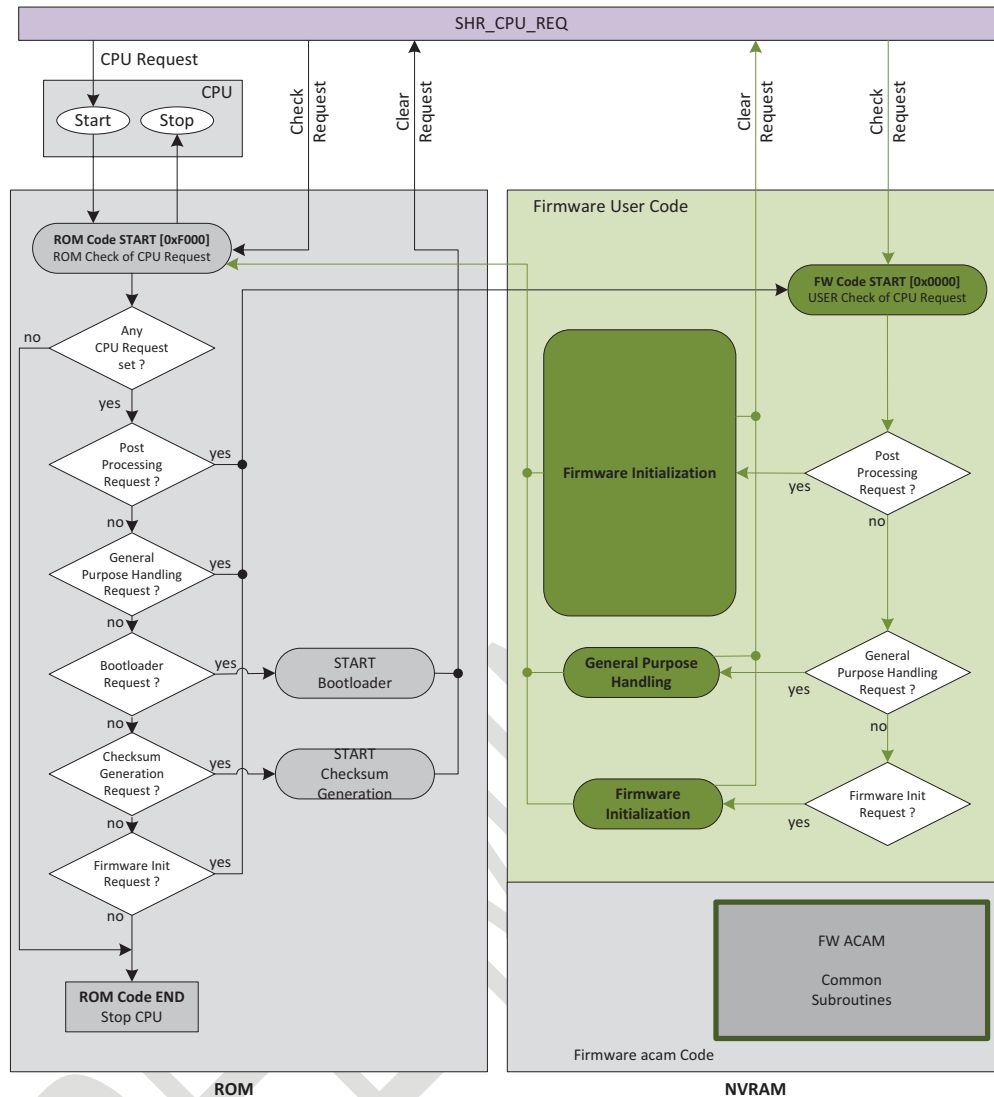 SHR_CPU_REQ
CPU Request
CPU
Start
Stop
Check
Request
Clear
Request
Clear
Request
Check
Request
ROM Code START [0xF000]
ROM Check of CPU Request
Any
CPU Request
set ?
no
yes
Post
Processing
Request ?
yes
no
General
Purpose Handling
Request ?
yes
no
Bootloader
Request ?
yes
START
Bootloader
no
Checksum
Generation
Request ?
yes
START
Checksum
Generation
no
Firmware Init
Request ?
yes
no
ROM Code END
Stop CPU
ROM
Firmware User Code
FW Code START [0x0000]
USER Check of CPU Request
Firmware Initialization
Post
Processing
Request ?
yes
no
General Purpose
Handling
General
Purpose Handling
Request ?
yes
no
Firmware
Initialization
Firmware Init
Request ?
yes
FW ACAM
Common
Subroutines
Firmware acam Code
NVRAM